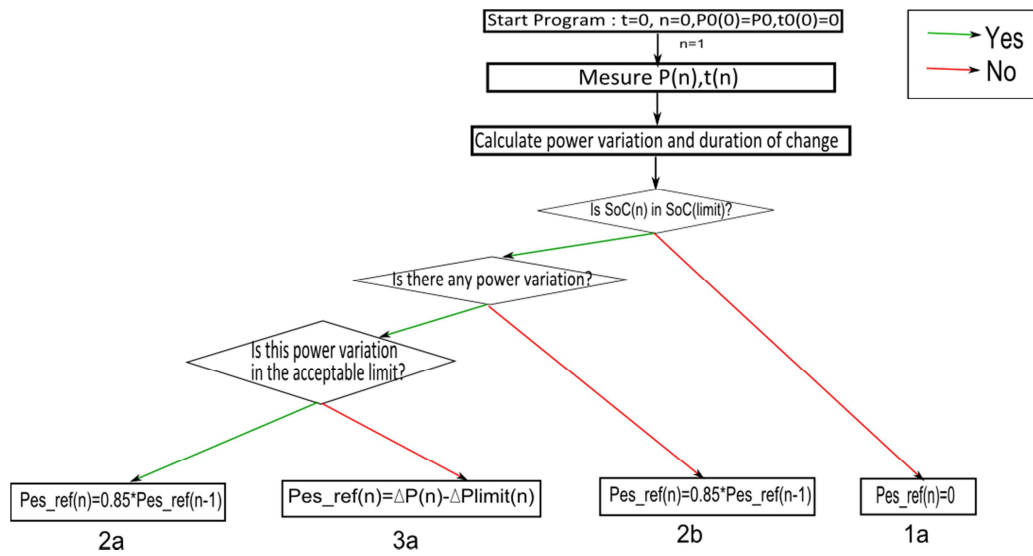 Start Program : t=0, n=0,P0(0)=P0,t0(0)=0
Yes
No
n=1
Mesure P(n),t(n)
Calculate power variation and duration of change
Is SoC(n) in SoC(limit)?
Is there any power variation?
Is this power variation
in the acceptable limit?
Pes_ref(n)=0.85*Pes_ref(n-1)
Pes_ref(n)=ΔP(n)-ΔPlimit(n)
Pes_ref(n)=0.85*Pes_ref(n-1)
Pes_ref(n)=0
2a
3a
2b
1a